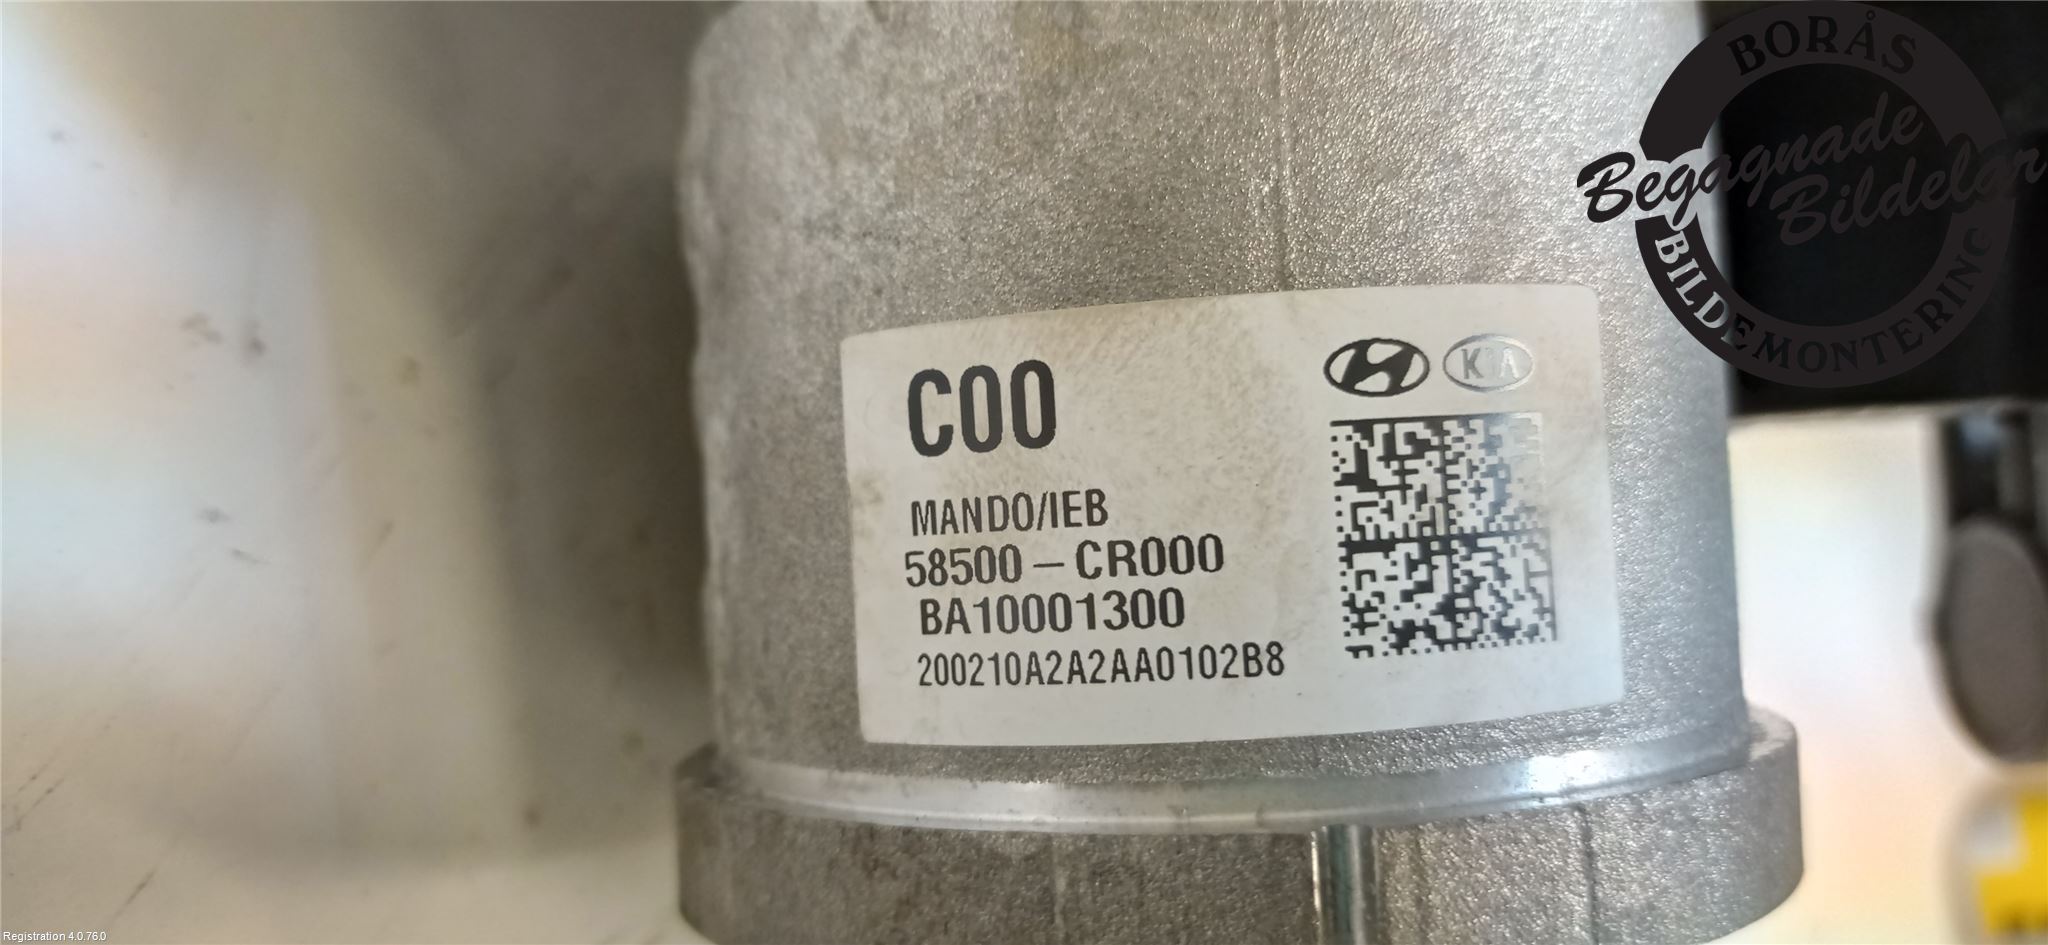 BORÅS
Begagnade
Bildelar
BILDEMONTERING
C00
KIA
MANDO/IEB
58500-CR000
BA10001300
200210A2A2AA0102B8
Registration 4.0.76.0